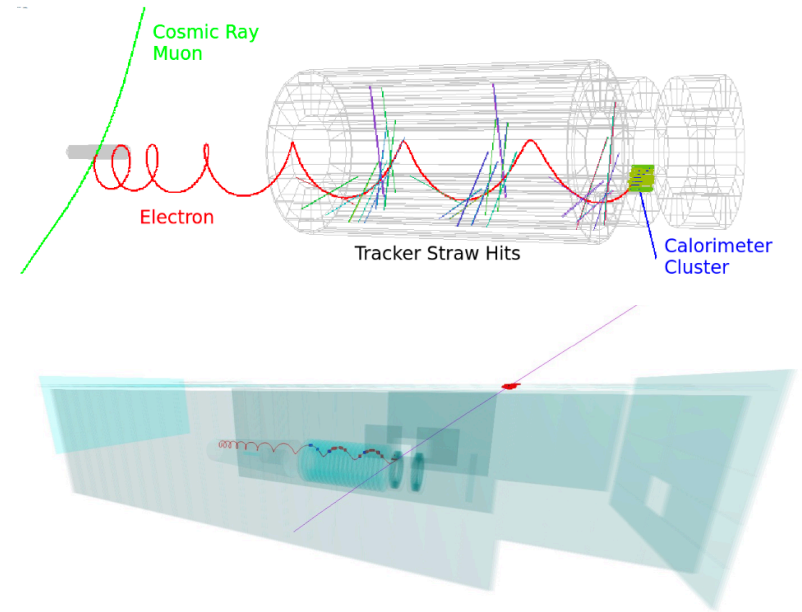 Cosmic Ray
Muon
Electron
Tracker Straw Hits
Calorimeter
Cluster